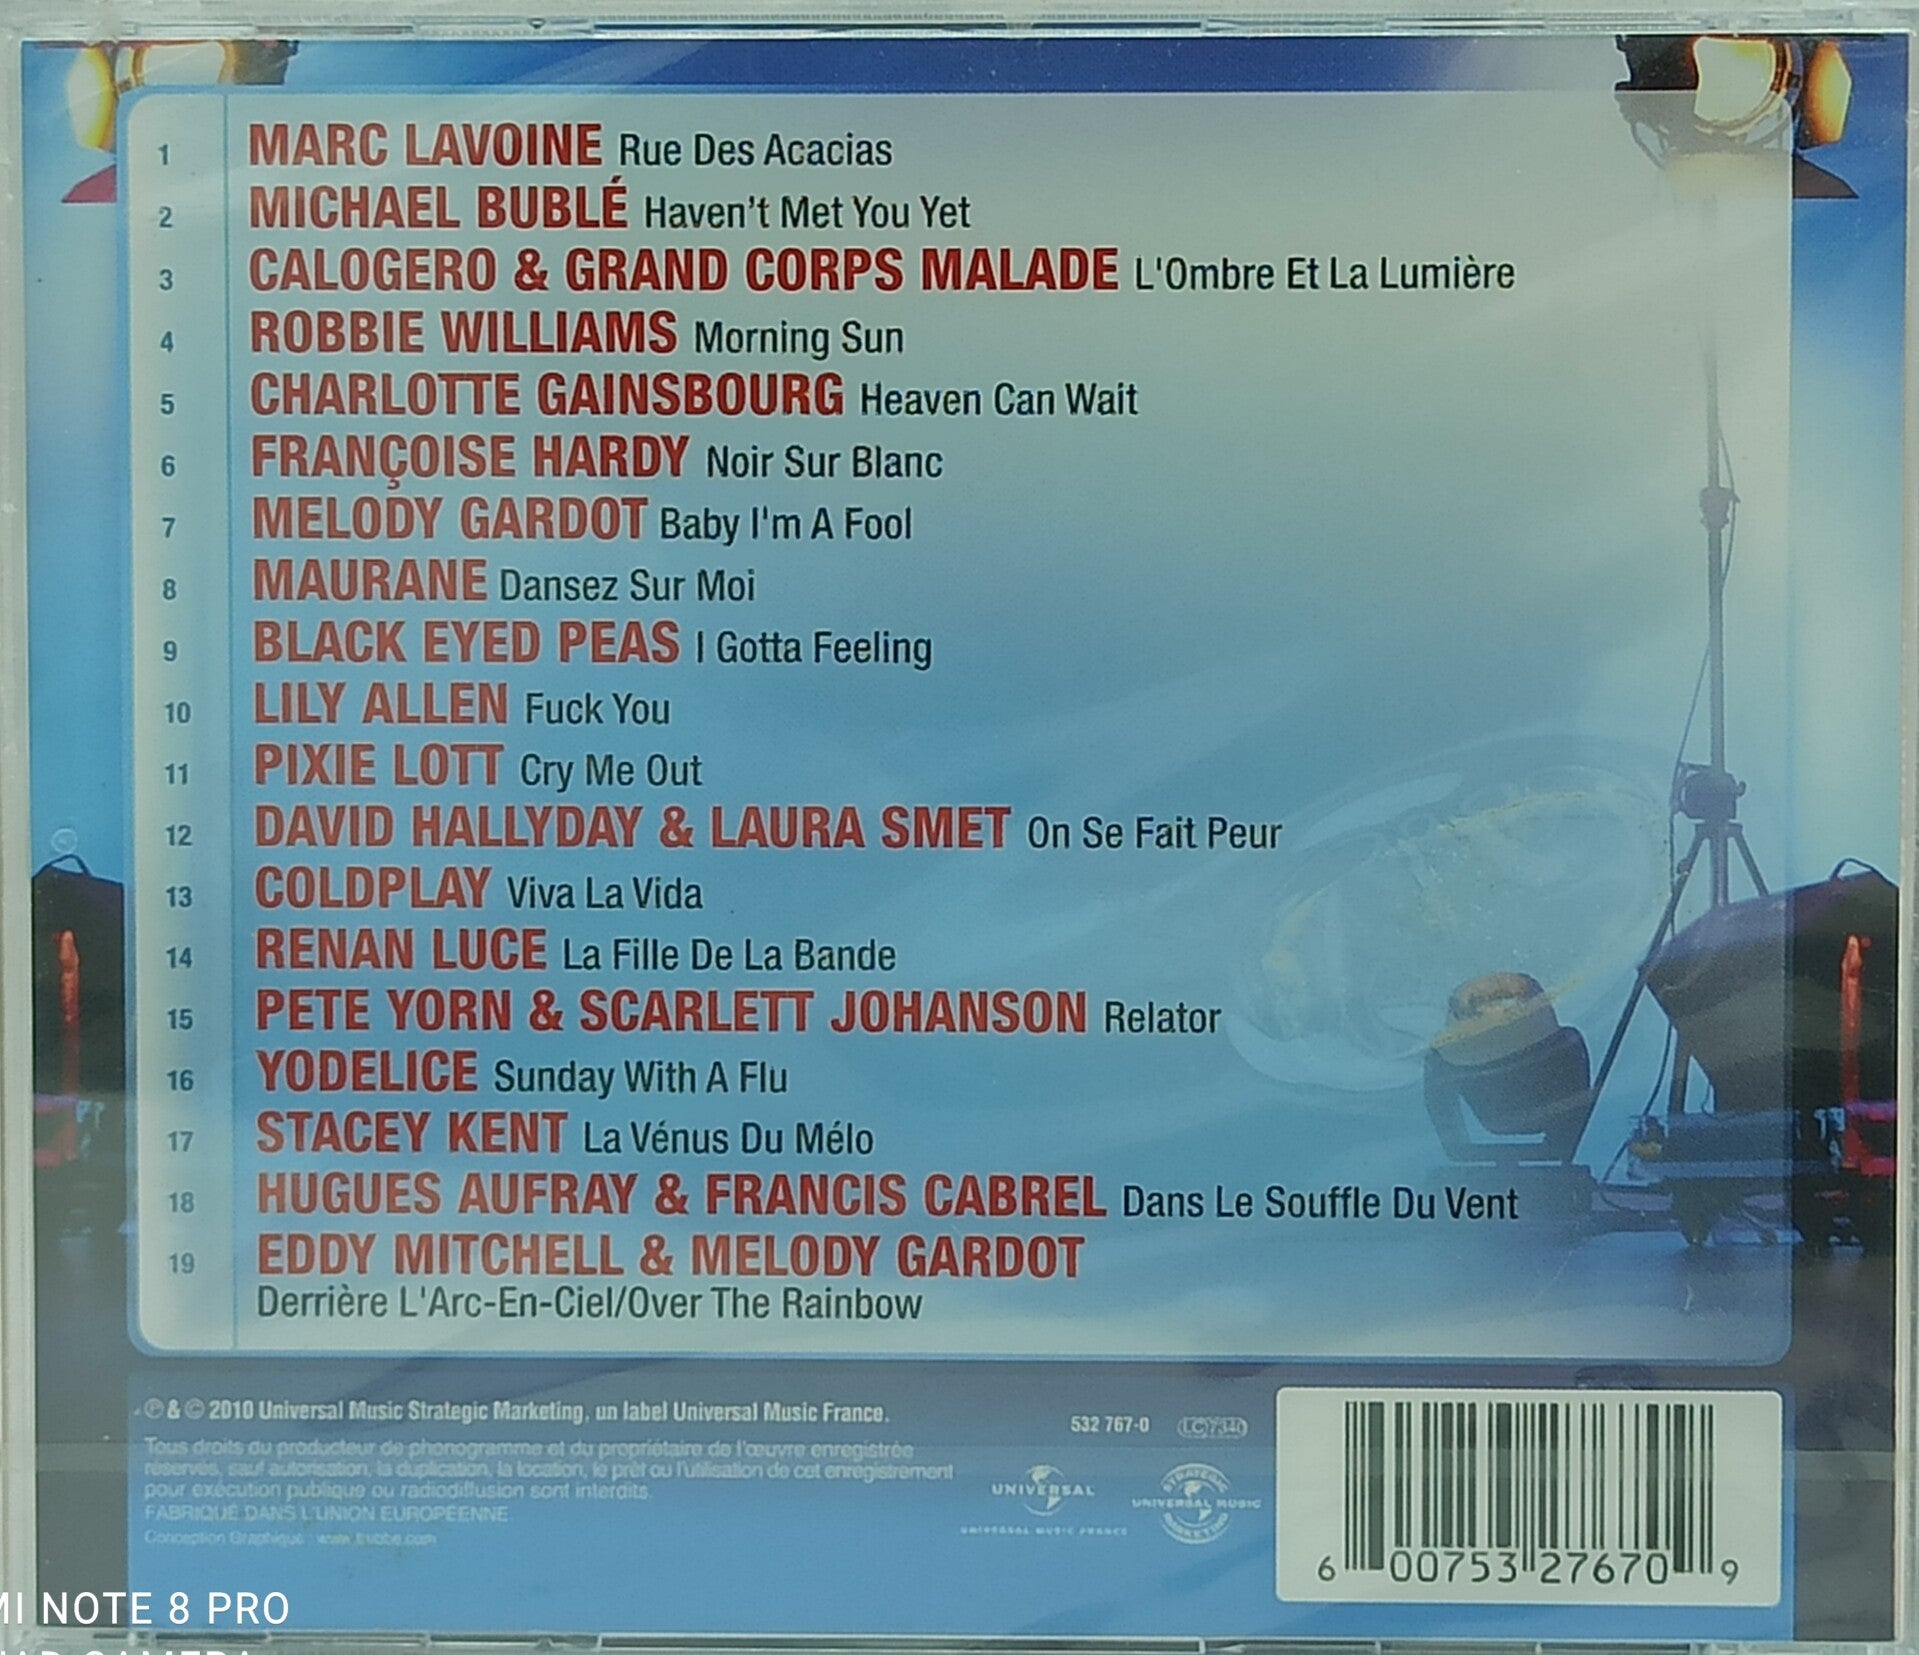 1 MARC LAVOINE Rue Des Acacias
2 MICHAEL BUBLÉ Haven't Met You Yet
3 CALOGERO & GRAND CORPS MALADE L'Ombre Et La Lumière
4 ROBBIE WILLIAMS Morning Sun
5 CHARLOTTE GAINSBOURG Heaven Can Wait
6 FRANÇOISE HARDY Noir Sur Blanc
7 MELODY GARDOT Baby I'm A Fool
8 MAURANE Dansez Sur Moi
9 BLACK EYED PEAS I Gotta Feeling
10 LILY ALLEN Fuck You
11 PIXIE LOTT Cry Me Out
12 DAVID HALLYDAY & LAURA SMET On Se Fait Peur
13 COLDPLAY Viva La Vida
14 RENAN LUCE La Fille De La Bande
15 PETE YORN & SCARLETT JOHANSON Relator
16 YODELICE Sunday With A Flu
17 STACEY KENT La Vénus Du Mélo
18 HUGUES AUFRAY & FRANCIS CABREL Dans Le Souffle Du Vent
19 EDDY MITCHELL & MELODY GARDOT
Derrière L'Arc-En-Ciel/Over The Rainbow
℗ & © 2010 Universal Music Strategic Marketing, un label Universal Music France.
Tous droits du producteur de phonogramme et du propriétaire de l'œuvre enregistrée
réservés, sauf autorisation, la duplication, la location, le prêt ou l'utilisation de cet enregistrement
pour exécution publique ou radiodiffusion sont interdits.
FABRIQUÉ DANS L'UNION EUROPÉENNE
Conception Graphique
532 767-0
UNIVERSAL
UNIVERSAL MUSIC FRANCE
STRATEGIC
UNIVERSAL MUSIC
MARKETING
6 00753 27670 9
MI NOTE 8 PRO